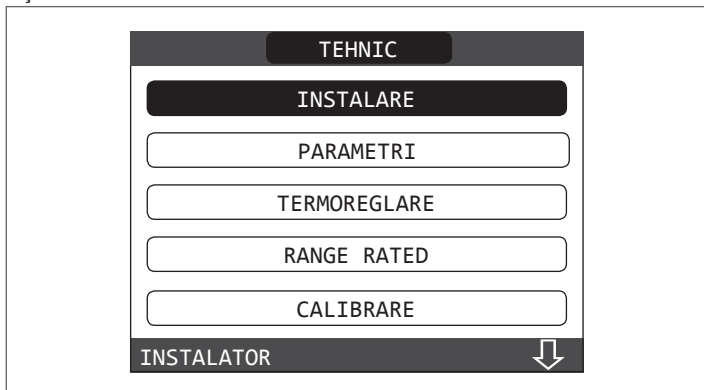 TEHNIC
INSTALARE
PARAMETRI
TERMOREGLARE
RANGE RATED
CALIBRARE
INSTALATOR